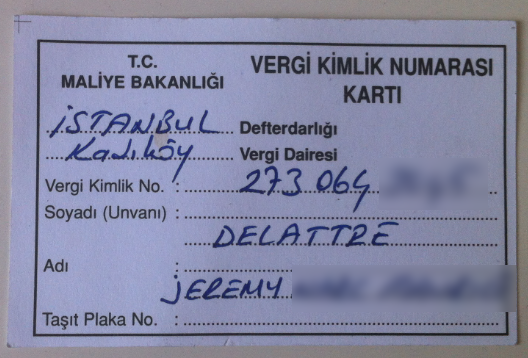 T.C.
MALİYE BAKANLIĞI
VERGİ KİMLİK NUMARASI
KARTI
İSTANBUL Defterdarlığı
Kadıköy Vergi Dairesi
Vergi Kimlik No. : 273 064
Soyadı (Unvanı) :
DELATTRE
Adı :
JEREMY
Taşıt Plaka No. :